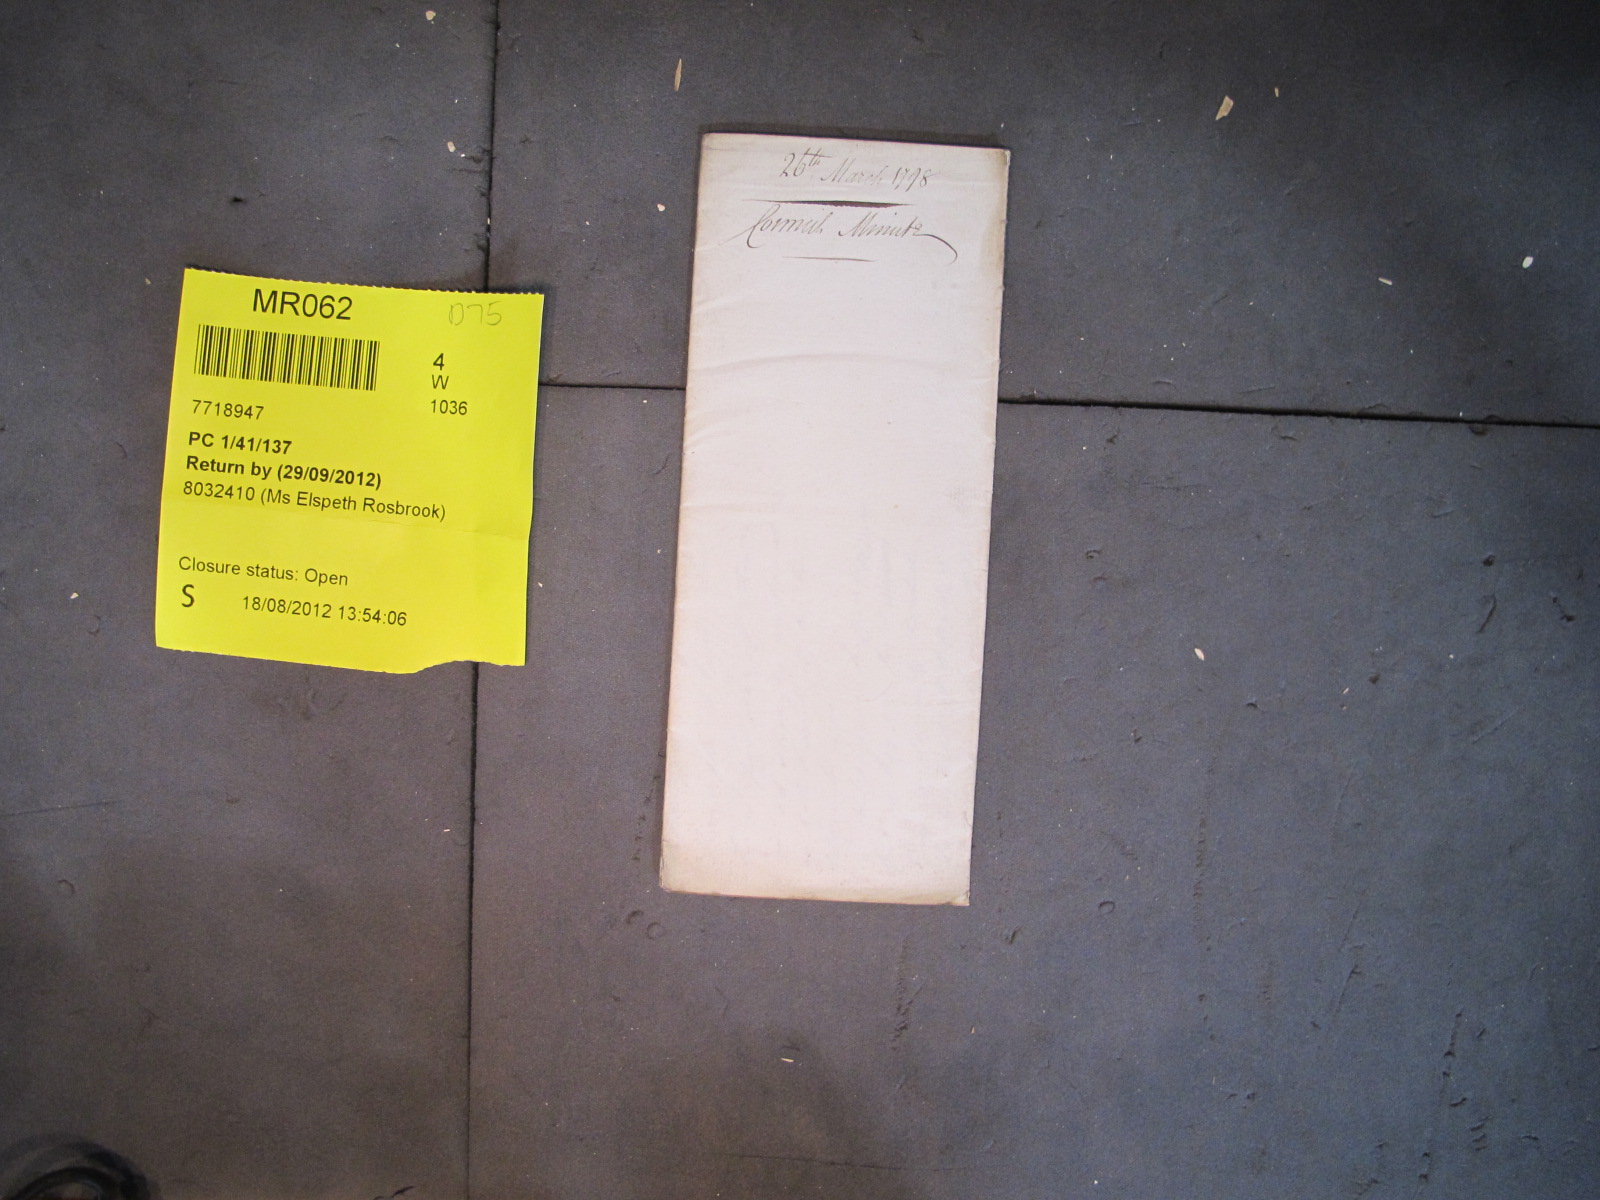 MR062
D75
4
W
7718947
1036
PC 1/41/137
Return by (29/09/2012)
8032410 (Ms Elspeth Rosbrook)
Closure status: Open
S
18/08/2012 13:54:06
26th March 1798
Council Minute